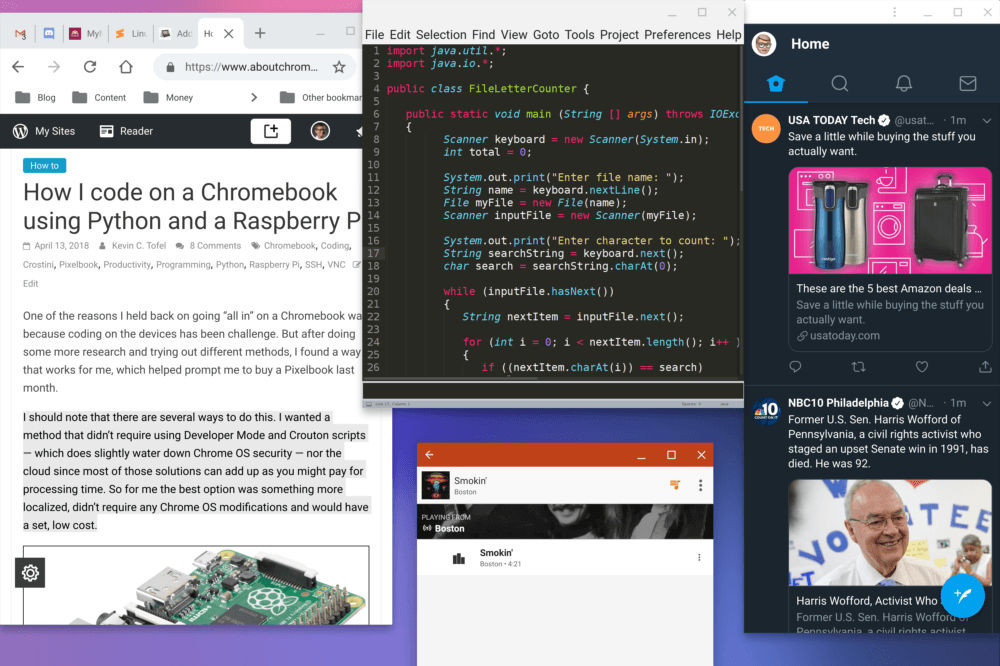 Myl
Linu
Add
Ho
https://www.aboutchrom...
Blog
Content
Money
Other bookmar
My Sites
Reader
How to
How I code on a Chromebook
using Python and a Raspberry P
April 13, 2018 Kevin C. Tofel 8 Comments Chromebook, Coding,
Crostini, Pixelbook, Productivity, Programming, Python, Raspberry Pi, SSH, VNC
Edit
One of the reasons I held back on going “all in” on a Chromebook wa
because coding on the devices has been challenge. But after doing
some more research and trying out different methods, I found a way
that works for me, which helped prompt me to buy a Pixelbook last
month.
I should note that there are several ways to do this. I wanted a
method that didn’t require using Developer Mode and Crouton scripts
— which does slightly water down Chrome OS security — nor the
cloud since most of those solutions can add up as you might pay for
processing time. So for me the best option was something more
localized, didn’t require any Chrome OS modifications and would have
a set, low cost.
File Edit Selection Find View Goto Tools Project Preferences Help
1 import java.util.*;
2 import java.io.*;
3
4 public class FileLetterCounter {
5
6 public static void main (String [] args) throws IOExc
7 {
8 Scanner keyboard = new Scanner(System.in);
9 int total = 0;
10
11 System.out.print("Enter file name: ");
12 String name = keyboard.nextLine();
13 File myFile = new File(name);
14 Scanner inputFile = new Scanner(myFile);
15
16 System.out.print("Enter character to count: ");
17 String searchString = keyboard.next();
18 char search = searchString.charAt(0);
19
20 while (inputFile.hasNext())
21 {
22 String nextItem = inputFile.next();
23
24 for (int i = 0; i < nextItem.length(); i++ )
25 {
26 if ((nextItem.charAt(i)) == search)
Smokin'
Boston
PLAYING FROM
Boston
Smokin'
Boston • 4:21
Home
TECH
USA TODAY Tech @usat... · 1m
Save a little while buying the stuff you
actually want.
These are the 5 best Amazon deals ...
Save a little while buying the stuff you
actually want.
usatoday.com
10
NBC10 Philadelphia @N... · 1m
Former U.S. Sen. Harris Wofford of
Pennsylvania, a civil rights activist who
staged an upset Senate win in 1991, has
died. He was 92.
Harris Wofford, Activist Who
Former U.S. Sen. Harris Wofford of
Pennsylvania, a civil rights activist